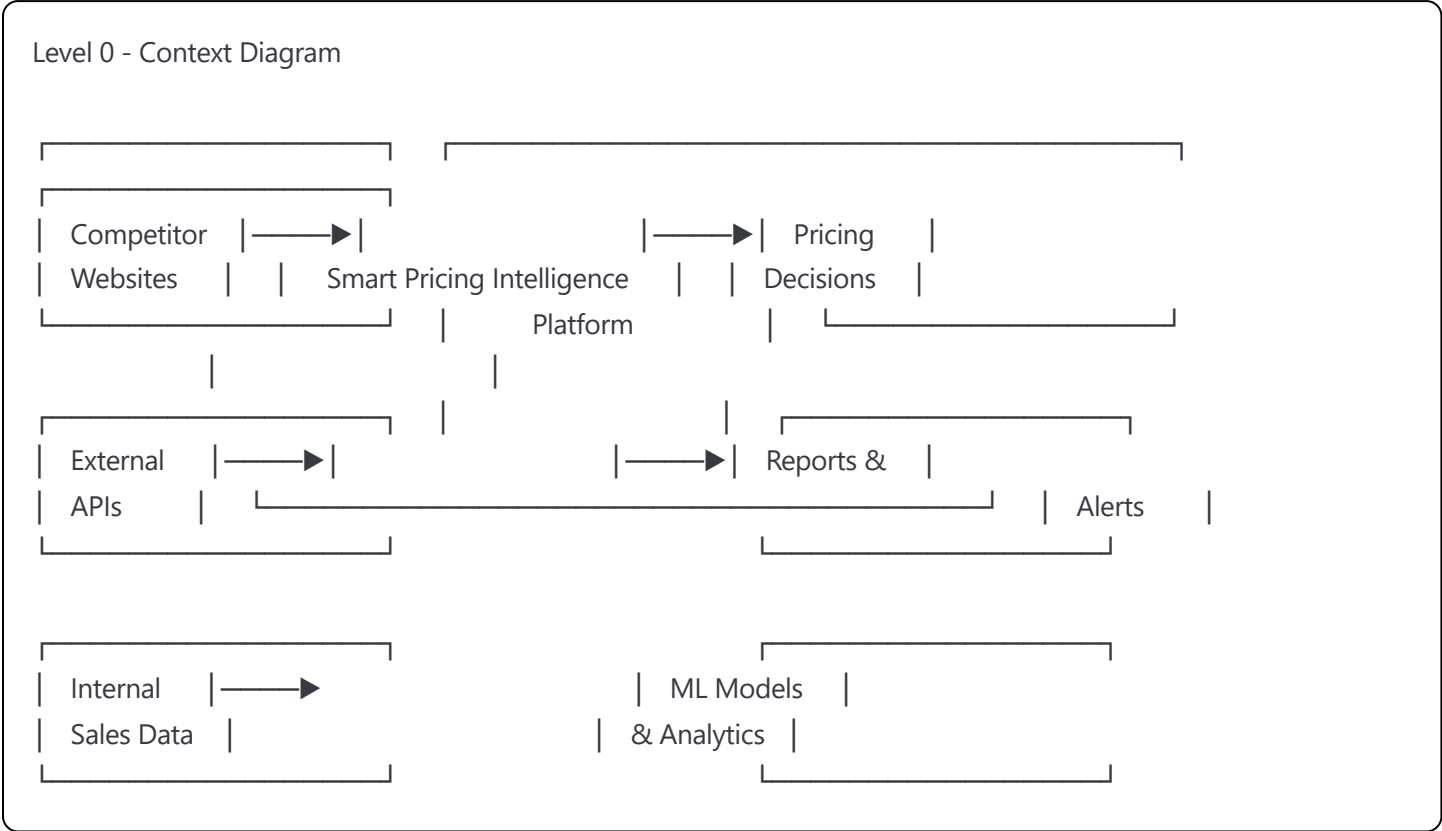 Level 0 - Context Diagram
Competitor Pricing
Websites Smart Pricing Intelligence Decisions
Platform
External Reports &
APIs Alerts
Internal ML Models
Sales Data & Analytics